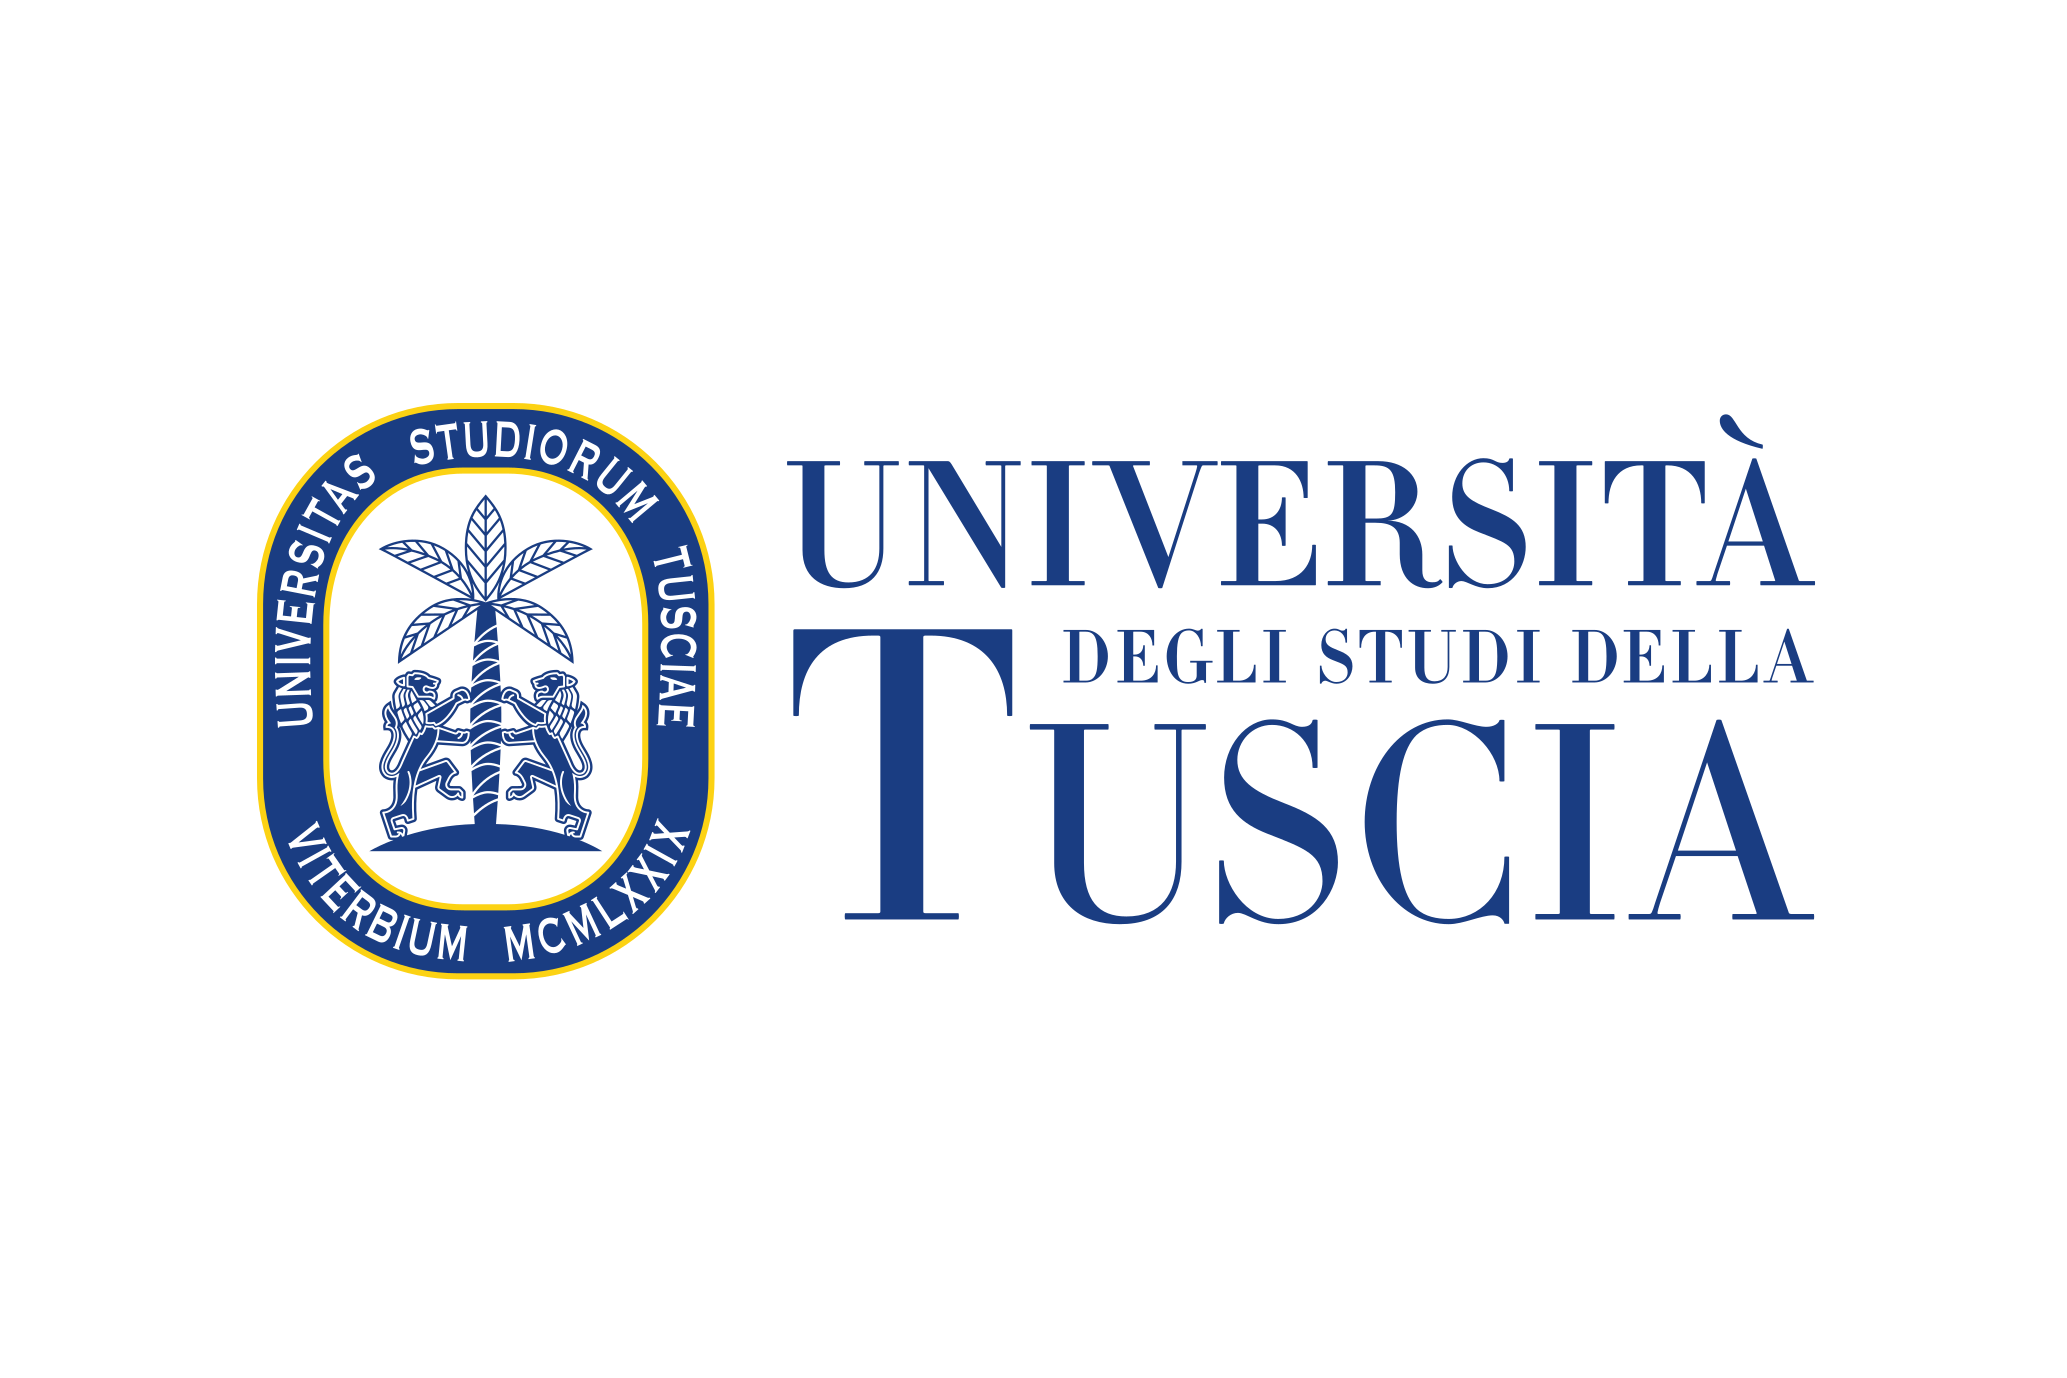 UNIVERSITAS STUDIORUM TUSCIAE
VITERBIUM MCMLXXIX
UNIVERSITÀ
DEGLI STUDI DELLA
TUSCIA